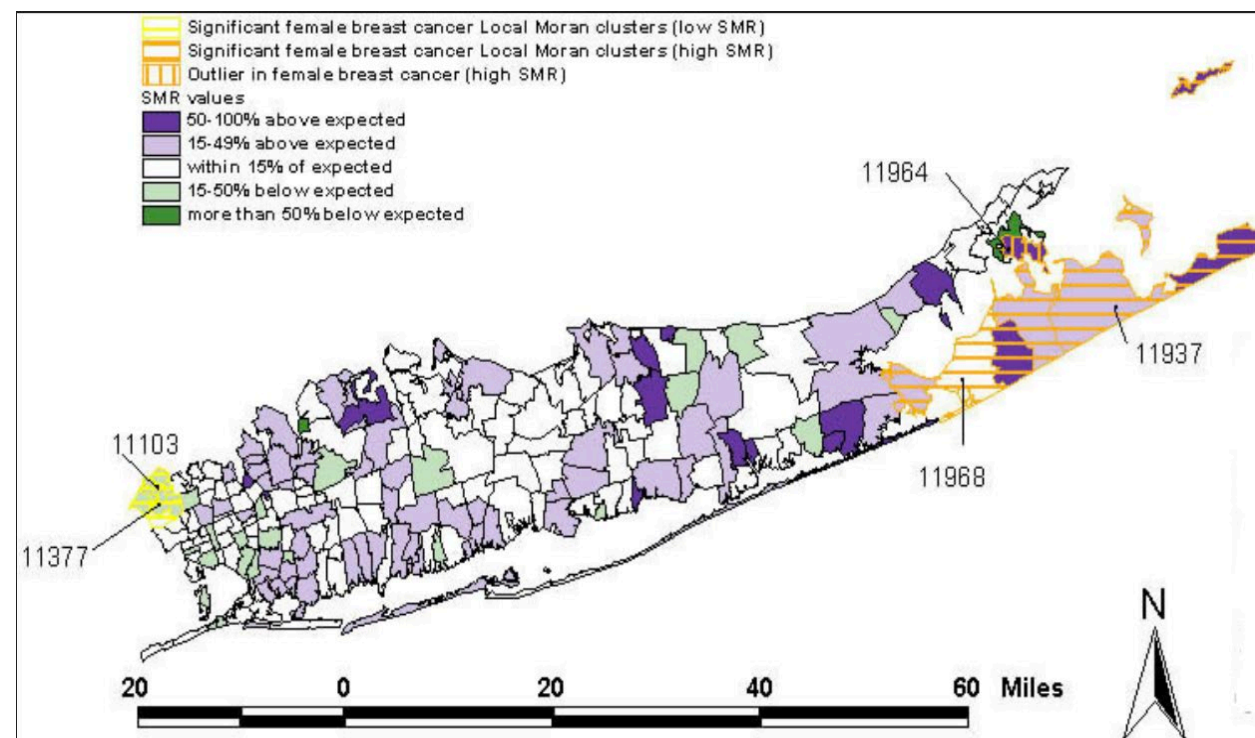 Significant female breast cancer Local Moran clusters (low SMR)
Significant female breast cancer Local Moran clusters (high SMR)
Outlier in female breast cancer (high SMR)
SMR values
50-100% above expected
15-49% above expected
within 15% of expected
15-50% below expected
more than 50% below expected
11964
11937
11968
11103
11377
N
20 0 20 40 60 Miles